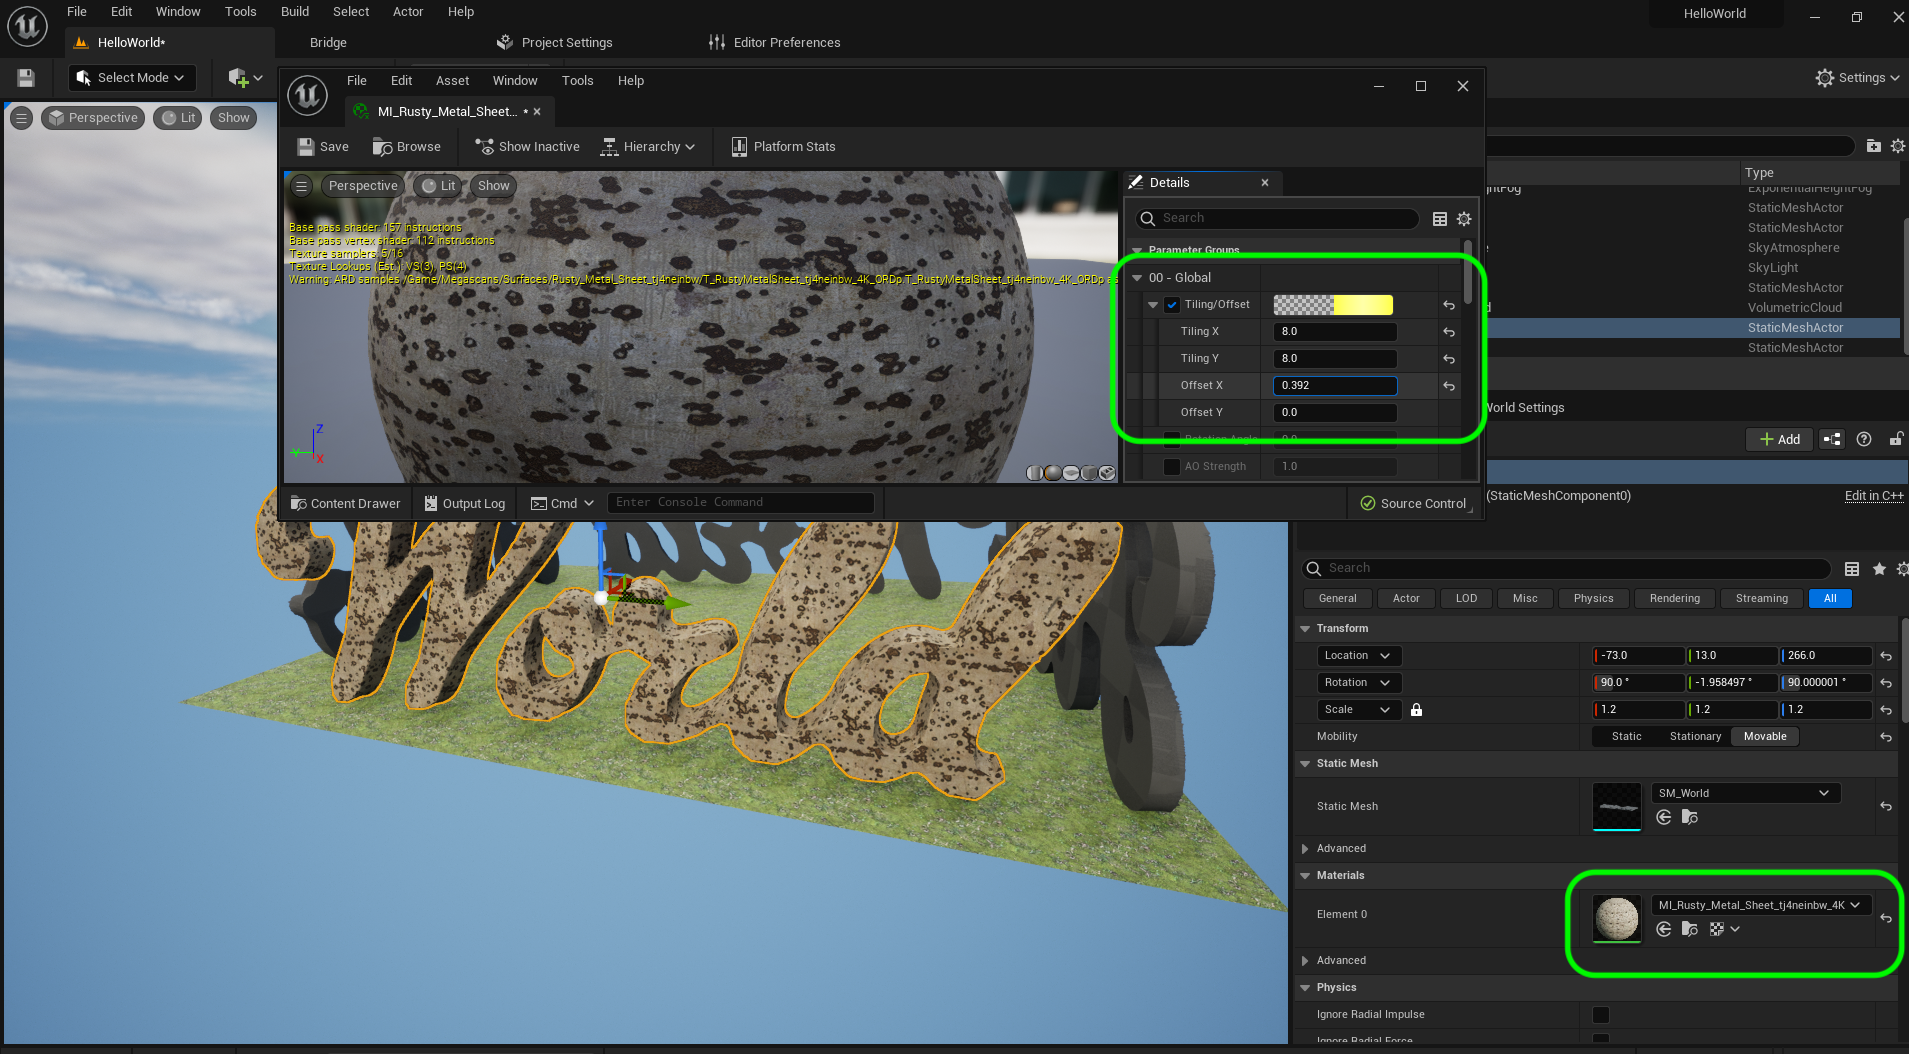 File Edit Window Tools Build Select Actor Help
HelloWorld
HelloWorld*
Bridge
Project Settings
Editor Preferences
Select Mode
Settings
Perspective
Lit
Show
File Edit Asset Window Tools Help
MI_Rusty_Metal_Sheet... *
Save
Browse
Show Inactive
Hierarchy
Platform Stats
Perspective
Lit
Show
Base pass shader: 157 instructions
Base pass vertex shader: 112 instructions
Texture samplers: 5/16
Texture Lookups (Est.): VS(3), PS(4)
Warning: ARD samples /Game/Megascans/Surfaces/Rusty_Metal_Sheet_tj4neinbw/T_RustyMetalSheet_tj4neinbw_4K_ORDp.T_RustyMetalSheet_tj4neinbw_4K_ORDp as
Z
Y
X
Details
Search
Parameter Groups
00 - Global
Tiling/Offset
Tiling X 8.0
Tiling Y 8.0
Offset X 0.392
Offset Y 0.0
Rotation Angle 0.0
AO Strength 1.0
Content Drawer
Output Log
Cmd
Enter Console Command
Source Control
Type
ExponentialHeightFog
StaticMeshActor
StaticMeshActor
SkyAtmosphere
SkyLight
StaticMeshActor
VolumetricCloud
StaticMeshActor
StaticMeshActor
World Settings
Add
(StaticMeshComponent0)
Edit in C++
Search
General Actor LOD Misc Physics Rendering Streaming All
Transform
Location -73.0 13.0 266.0
Rotation 90.0 ° -1.958497 ° 90.000001 °
Scale 1.2 1.2 1.2
Mobility Static Stationary Movable
Static Mesh
Static Mesh SM_World
Advanced
Materials
Element 0 MI_Rusty_Metal_Sheet_tj4neinbw_4K
Advanced
Physics
Ignore Radial Impulse
Ignore Radial Force
World